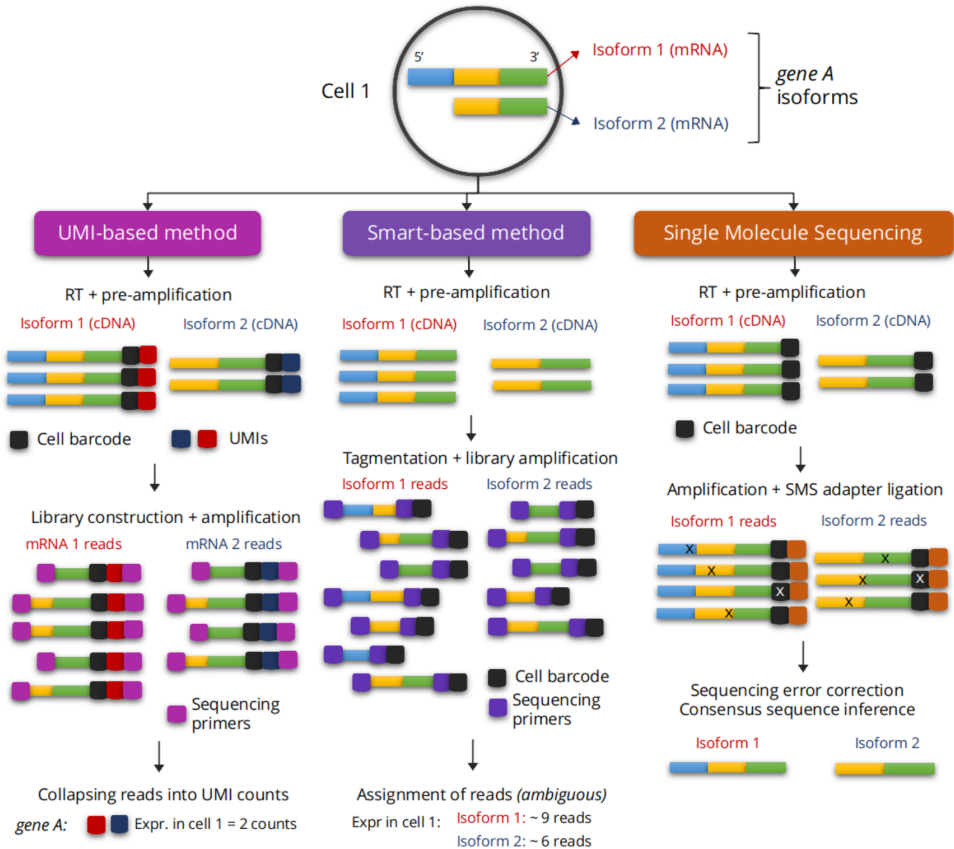 5’
3’
Cell 1
Isoform 1 (mRNA)
Isoform 2 (mRNA)
gene A
isoforms
UMI-based method
RT + pre-amplification
Isoform 1 (cDNA)
Isoform 2 (cDNA)
Cell barcode
UMIs
Library construction + amplification
mRNA 1 reads
mRNA 2 reads
Sequencing
primers
Collapsing reads into UMI counts
gene A:
Expr. in cell 1 = 2 counts
Smart-based method
RT + pre-amplification
Isoform 1 (cDNA)
Isoform 2 (cDNA)
Tagmentation + library amplification
Isoform 1 reads
Isoform 2 reads
Cell barcode
Sequencing
primers
Assignment of reads (ambiguous)
Expr in cell 1:
Isoform 1: ~ 9 reads
Isoform 2: ~ 6 reads
Single Molecule Sequencing
RT + pre-amplification
Isoform 1 (cDNA)
Isoform 2 (cDNA)
Cell barcode
Amplification + SMS adapter ligation
Isoform 1 reads
Isoform 2 reads
X
X
X
X
X
X
X
X
Sequencing error correction
Consensus sequence inference
Isoform 1
Isoform 2